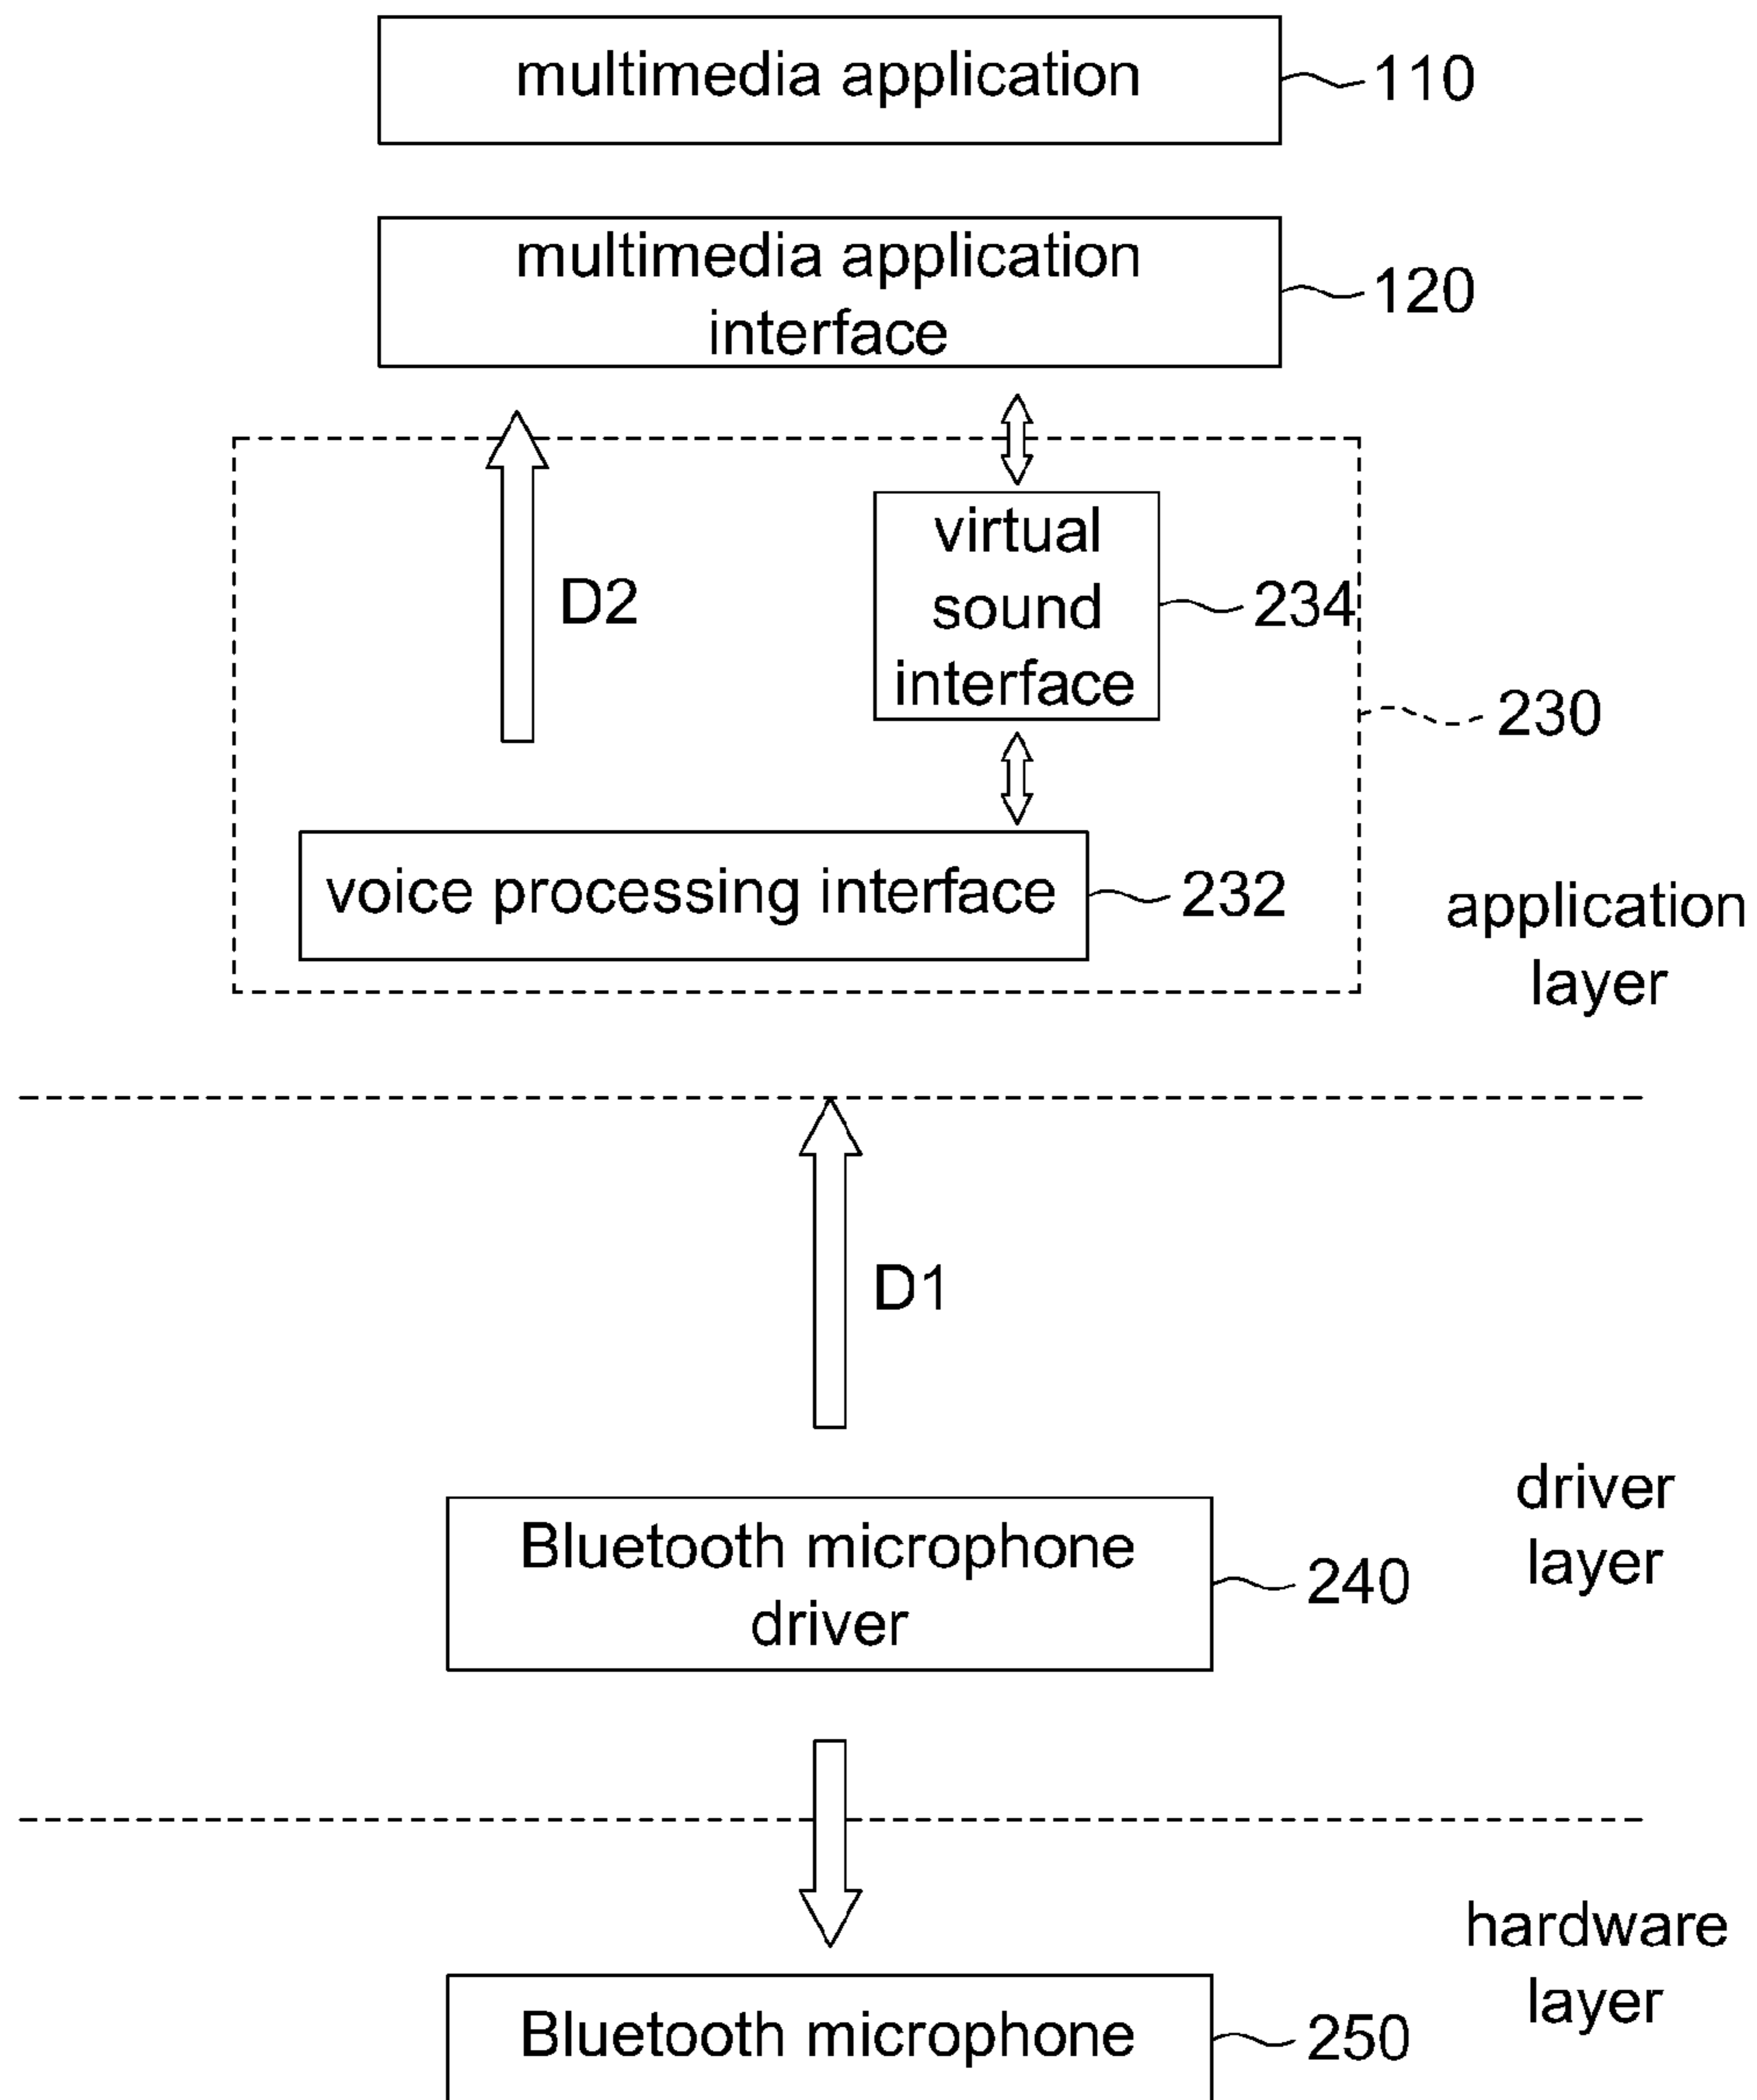 multimedia application
110
multimedia application
interface
120
D2
virtual
sound
interface
234
230
voice processing interface
232
application
layer
D1
driver
layer
Bluetooth microphone
driver
240
hardware
layer
Bluetooth microphone
250